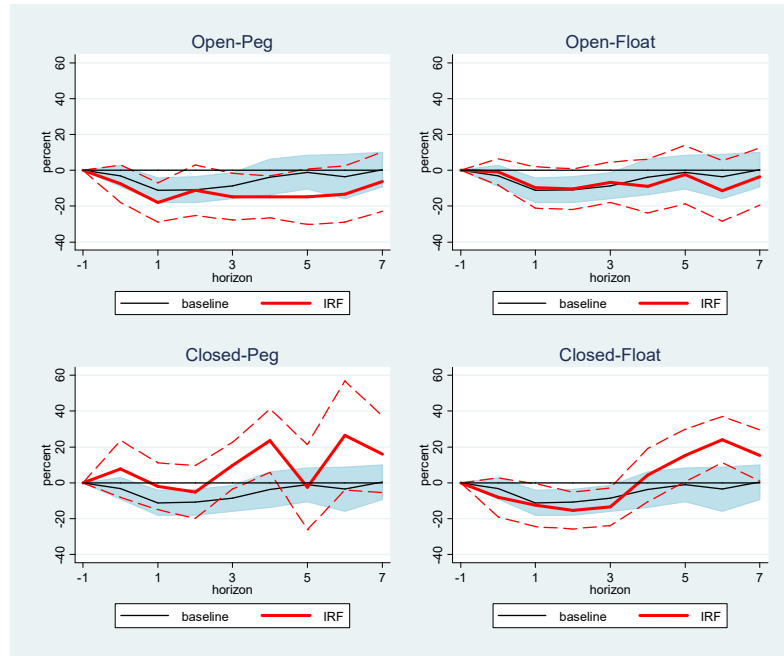 Open-Peg
60
40
20
0
-20
-40
percent
-1
1
3
5
7
horizon
baseline
IRF
Open-Float
60
40
20
0
-20
-40
percent
-1
1
3
5
7
horizon
baseline
IRF
Closed-Peg
60
40
20
0
-20
-40
percent
-1
1
3
5
7
horizon
baseline
IRF
Closed-Float
60
40
20
0
-20
-40
percent
-1
1
3
5
7
horizon
baseline
IRF